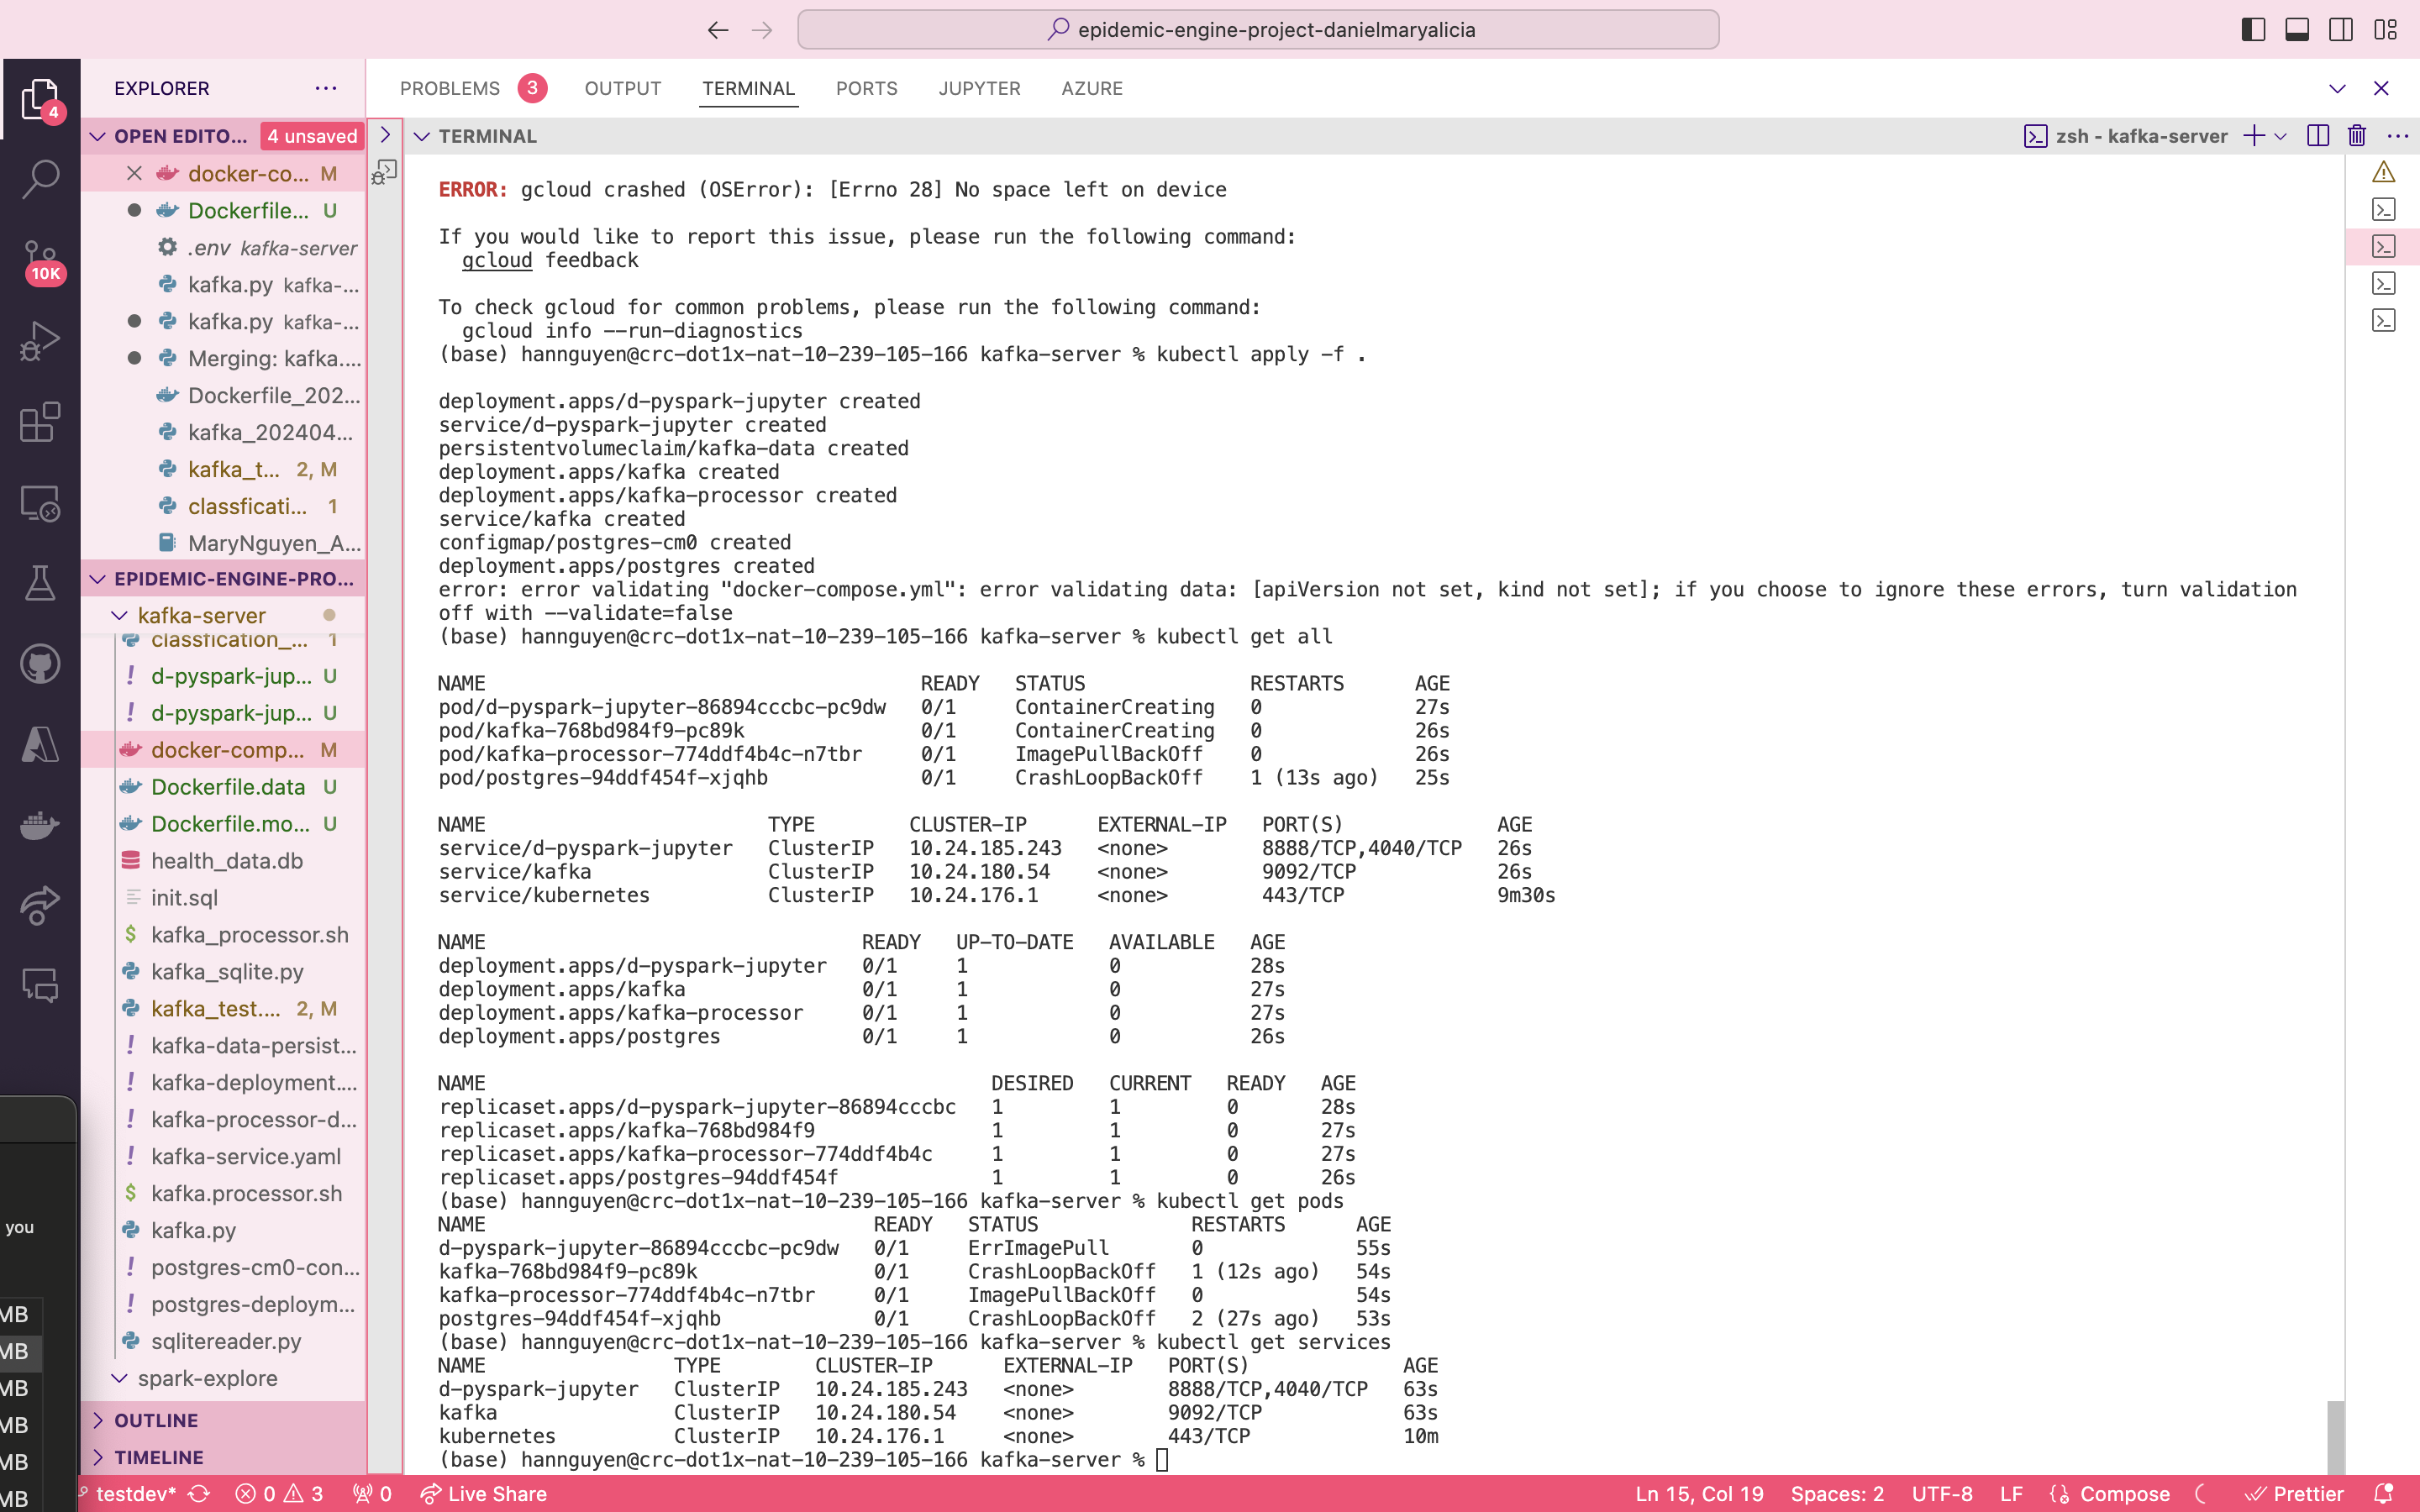 epidemic-engine-project-danielmaryalicia
EXPLORER
PROBLEMS 3 OUTPUT TERMINAL PORTS JUPYTER AZURE
4
OPEN EDITO... 4 unsaved
TERMINAL
zsh - kafka-server
docker-co... M
Dockerfile... U
.env kafka-server
10K
kafka.py kafka-...
kafka.py kafka-...
Merging: kafka....
Dockerfile_202...
kafka_202404...
kafka_t... 2, M
classficati... 1
MaryNguyen_A...
EPIDEMIC-ENGINE-PRO...
kafka-server
classfication_... 1
d-pyspark-jup... U
d-pyspark-jup... U
docker-comp... M
Dockerfile.data U
Dockerfile.mo... U
health_data.db
init.sql
kafka_processor.sh
kafka_sqlite.py
kafka_test.... 2, M
kafka-data-persist...
kafka-deployment....
kafka-processor-d...
kafka-service.yaml
kafka.processor.sh
kafka.py
postgres-cm0-con...
postgres-deploym...
sqlitereader.py
spark-explore
OUTLINE
TIMELINE
you
MB
MB
MB
MB
MB
MB
ERROR: gcloud crashed (OSError): [Errno 28] No space left on device
If you would like to report this issue, please run the following command:
gcloud feedback
To check gcloud for common problems, please run the following command:
gcloud info --run-diagnostics
(base) hannguyen@crc-dot1x-nat-10-239-105-166 kafka-server % kubectl apply -f .
deployment.apps/d-pyspark-jupyter created
service/d-pyspark-jupyter created
persistentvolumeclaim/kafka-data created
deployment.apps/kafka created
deployment.apps/kafka-processor created
service/kafka created
configmap/postgres-cm0 created
deployment.apps/postgres created
error: error validating "docker-compose.yml": error validating data: [apiVersion not set, kind not set]; if you choose to ignore these errors, turn validation
off with --validate=false
(base) hannguyen@crc-dot1x-nat-10-239-105-166 kafka-server % kubectl get all
NAME READY STATUS RESTARTS AGE
pod/d-pyspark-jupyter-86894cccbc-pc9dw 0/1 ContainerCreating 0 27s
pod/kafka-768bd984f9-pc89k 0/1 ContainerCreating 0 26s
pod/kafka-processor-774ddf4b4c-n7tbr 0/1 ImagePullBackOff 0 26s
pod/postgres-94ddf454f-xjqhb 0/1 CrashLoopBackOff 1 (13s ago) 25s
NAME TYPE CLUSTER-IP EXTERNAL-IP PORT(S) AGE
service/d-pyspark-jupyter ClusterIP 10.24.185.243 <none> 8888/TCP,4040/TCP 26s
service/kafka ClusterIP 10.24.180.54 <none> 9092/TCP 26s
service/kubernetes ClusterIP 10.24.176.1 <none> 443/TCP 9m30s
NAME READY UP-TO-DATE AVAILABLE AGE
deployment.apps/d-pyspark-jupyter 0/1 1 0 28s
deployment.apps/kafka 0/1 1 0 27s
deployment.apps/kafka-processor 0/1 1 0 27s
deployment.apps/postgres 0/1 1 0 26s
NAME DESIRED CURRENT READY AGE
replicaset.apps/d-pyspark-jupyter-86894cccbc 1 1 0 28s
replicaset.apps/kafka-768bd984f9 1 1 0 27s
replicaset.apps/kafka-processor-774ddf4b4c 1 1 0 27s
replicaset.apps/postgres-94ddf454f 1 1 0 26s
(base) hannguyen@crc-dot1x-nat-10-239-105-166 kafka-server % kubectl get pods
NAME READY STATUS RESTARTS AGE
d-pyspark-jupyter-86894cccbc-pc9dw 0/1 ErrImagePull 0 55s
kafka-768bd984f9-pc89k 0/1 CrashLoopBackOff 1 (12s ago) 54s
kafka-processor-774ddf4b4c-n7tbr 0/1 ImagePullBackOff 0 54s
postgres-94ddf454f-xjqhb 0/1 CrashLoopBackOff 2 (27s ago) 53s
(base) hannguyen@crc-dot1x-nat-10-239-105-166 kafka-server % kubectl get services
NAME TYPE CLUSTER-IP EXTERNAL-IP PORT(S) AGE
d-pyspark-jupyter ClusterIP 10.24.185.243 <none> 8888/TCP,4040/TCP 63s
kafka ClusterIP 10.24.180.54 <none> 9092/TCP 63s
kubernetes ClusterIP 10.24.176.1 <none> 443/TCP 10m
(base) hannguyen@crc-dot1x-nat-10-239-105-166 kafka-server %
testdev* 0 3 0 Live Share Ln 15, Col 19 Spaces: 2 UTF-8 LF Compose Prettier